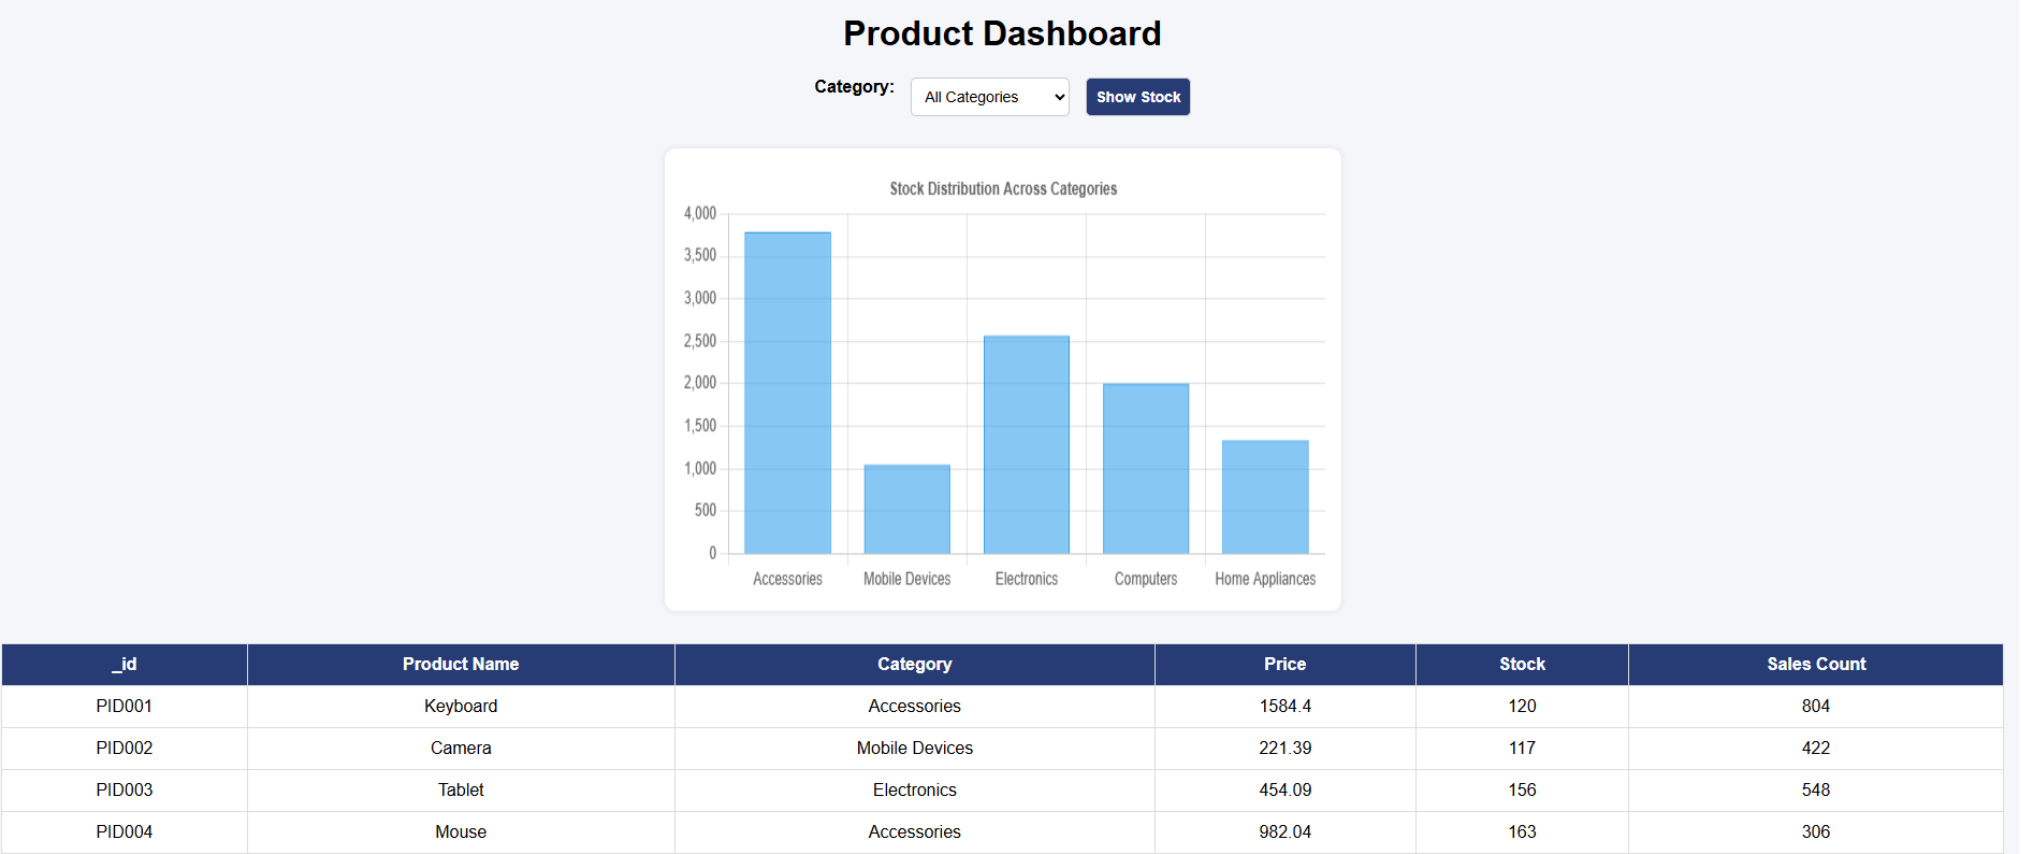 Product Dashboard
Category: All Categories Show Stock
Stock Distribution Across Categories
4,000
3,500
3,000
2,500
2,000
1,500
1,000
500
0
Accessories Mobile Devices Electronics Computers Home Appliances
_id Product Name Category Price Stock Sales Count
PID001 Keyboard Accessories 1584.4 120 804
PID002 Camera Mobile Devices 221.39 117 422
PID003 Tablet Electronics 454.09 156 548
PID004 Mouse Accessories 982.04 163 306